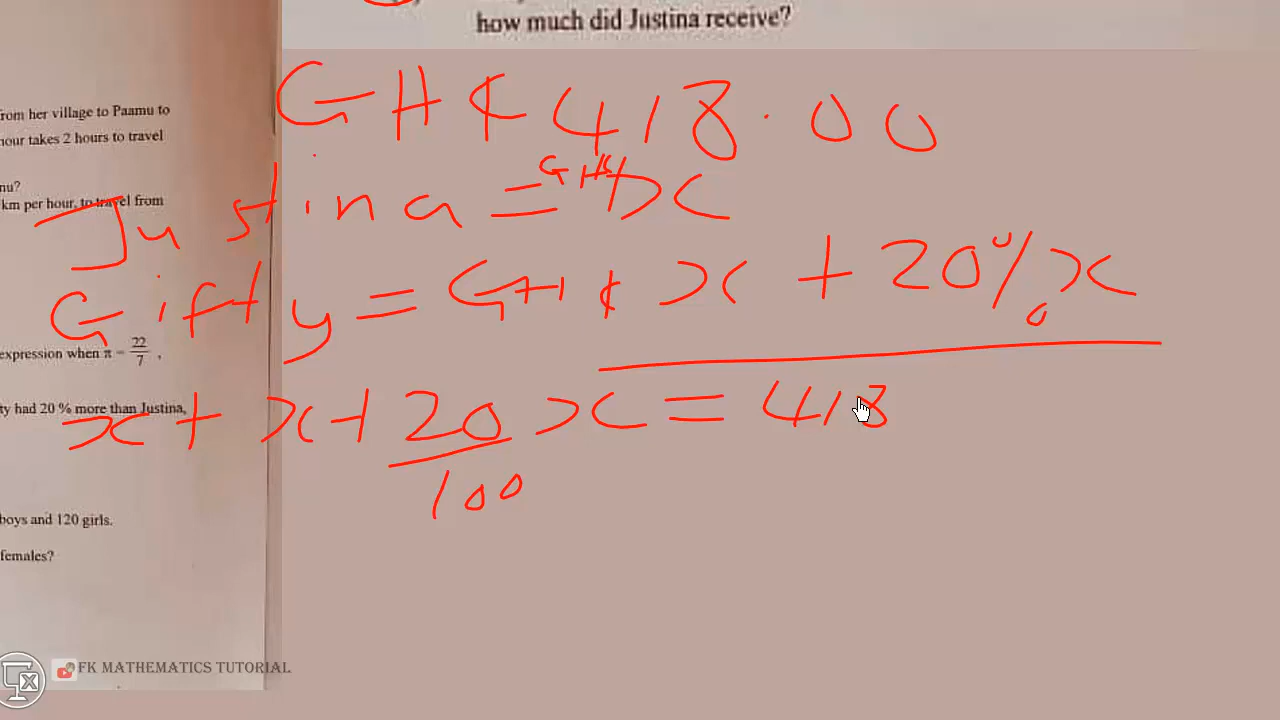 how much did Justina receive?
GH₵ 418.00
rom her village to Paamu to
hour takes 2 hours to travel
nu?
km per hour, to travel from
Justina = GH₵ x
Gifty = GH₵ x + 20% x
expression when π = 22/7 ,
ty had 20 % more than Justina,
x + x + 20/100 x = 418
boys and 120 girls.
females?
FK MATHEMATICS TUTORIAL